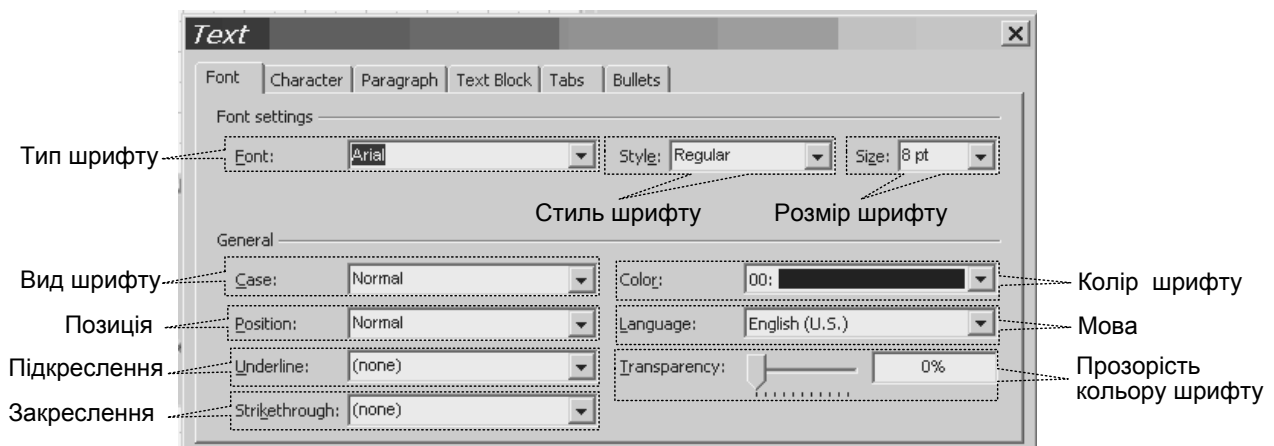 Text
Font Character Paragraph Text Block Tabs Bullets
Font settings
Тип шрифту Font: Arial Style: Regular Size: 8 pt
Стиль шрифту Розмір шрифту
General
Вид шрифту Case: Normal Color: 00: Колір шрифту
Позиція Position: Normal Language: English (U.S.) Мова
Підкреслення Underline: (none) Transparency: 0% Прозорість
кольору шрифту
Закреслення Strikethrough: (none)